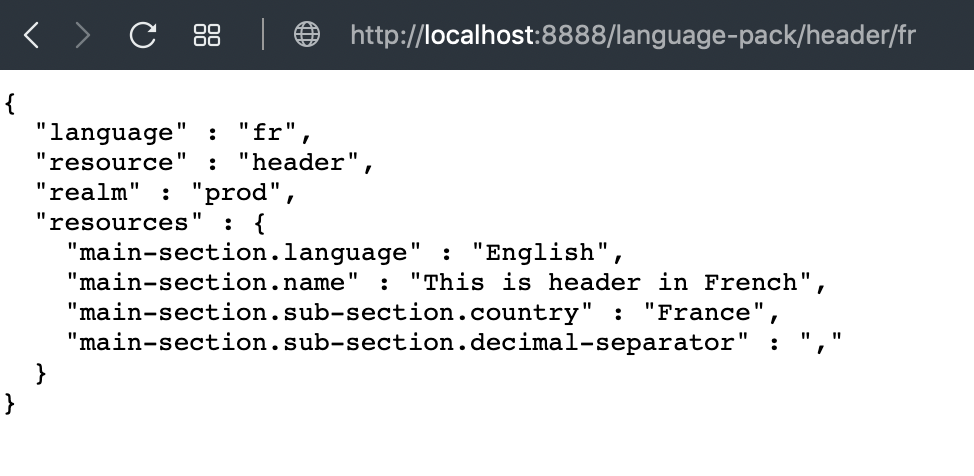 http://localhost:8888/language-pack/header/fr
{
  "language" : "fr",
  "resource" : "header",
  "realm" : "prod",
  "resources" : {
    "main-section.language" : "English",
    "main-section.name" : "This is header in French",
    "main-section.sub-section.country" : "France",
    "main-section.sub-section.decimal-separator" : ","
  }
}